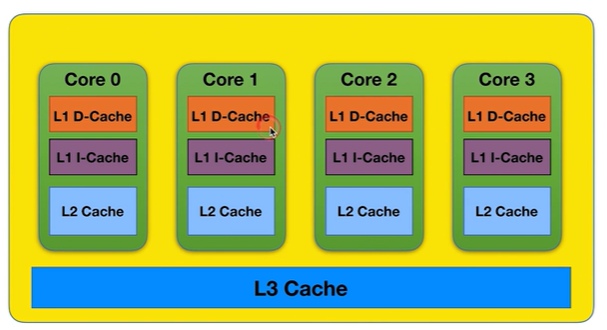 Core 0
L1 D-Cache
L1 I-Cache
L2 Cache
Core 1
L1 D-Cache
L1 I-Cache
L2 Cache
Core 2
L1 D-Cache
L1 I-Cache
L2 Cache
Core 3
L1 D-Cache
L1 I-Cache
L2 Cache
L3 Cache